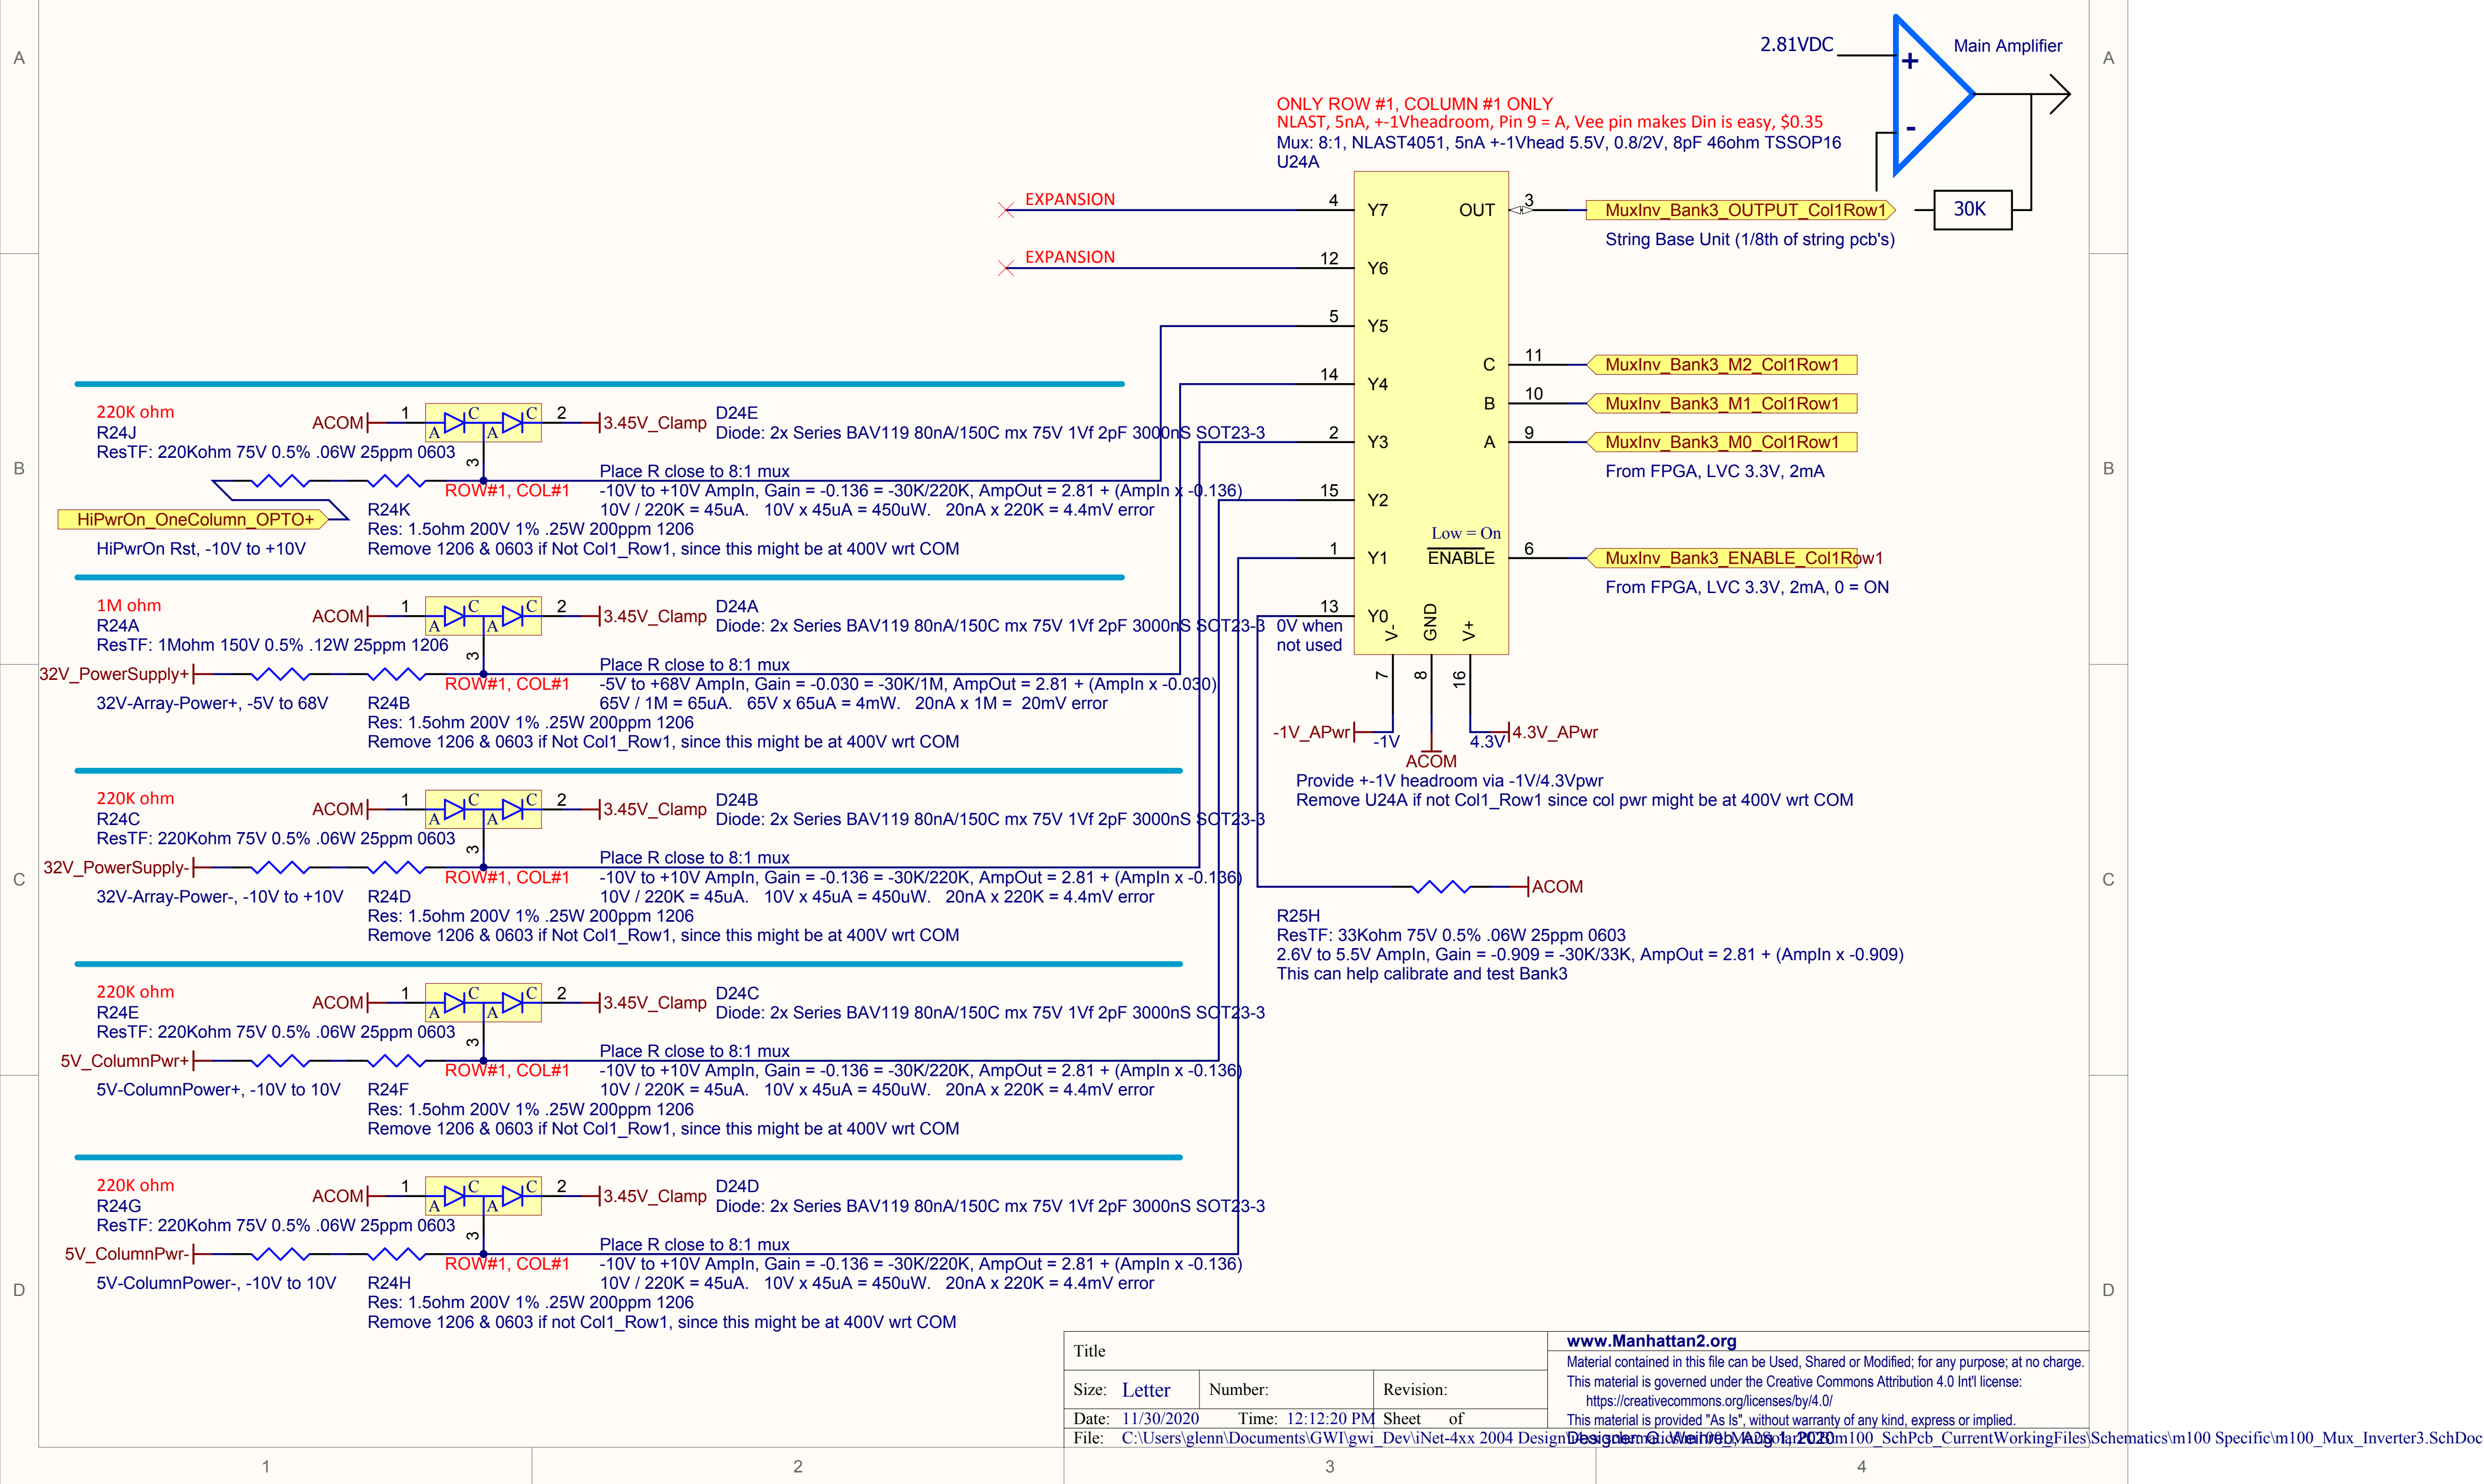 A
A
B
B
C
C
D
D
1
2
3
4
2.81VDC
Main Amplifier
+
-
30K
ONLY ROW #1, COLUMN #1 ONLY
NLAST, 5nA, +-1Vheadroom, Pin 9 = A, Vee pin makes Din is easy, $0.35
Mux: 8:1, NLAST4051, 5nA +-1Vhead 5.5V, 0.8/2V, 8pF 46ohm TSSOP16
U24A
EXPANSION
4
Y7
OUT
3
MuxInv_Bank3_OUTPUT_Col1Row1
String Base Unit (1/8th of string pcb's)
EXPANSION
12
Y6
5
Y5
C
11
MuxInv_Bank3_M2_Col1Row1
14
Y4
B
10
MuxInv_Bank3_M1_Col1Row1
2
Y3
A
9
MuxInv_Bank3_M0_Col1Row1
From FPGA, LVC 3.3V, 2mA
15
Y2
Low = On
1
Y1
ENABLE
6
MuxInv_Bank3_ENABLE_Col1Row1
From FPGA, LVC 3.3V, 2mA, 0 = ON
13
Y0
0V when
not used
V-
GND
V+
7
8
16
-1V_APwr
-1V
ACOM
4.3V
4.3V_APwr
Provide +-1V headroom via -1V/4.3Vpwr
Remove U24A if not Col1_Row1 since col pwr might be at 400V wrt COM
ACOM
R25H
ResTF: 33Kohm 75V 0.5% .06W 25ppm 0603
2.6V to 5.5V AmpIn, Gain = -0.909 = -30K/33K, AmpOut = 2.81 + (AmpIn x -0.909)
This can help calibrate and test Bank3
220K ohm
R24J
ResTF: 220Kohm 75V 0.5% .06W 25ppm 0603
ACOM
1
A
C
A
C
2
3
3.45V_Clamp
D24E
Diode: 2x Series BAV119 80nA/150C mx 75V 1Vf 2pF 3000nS SOT23-3
HiPwrOn_OneColumn_OPTO+
HiPwrOn Rst, -10V to +10V
ROW#1, COL#1
Place R close to 8:1 mux
-10V to +10V AmpIn, Gain = -0.136 = -30K/220K, AmpOut = 2.81 + (AmpIn x -0.136)
10V / 220K = 45uA. 10V x 45uA = 450uW. 20nA x 220K = 4.4mV error
R24K
Res: 1.5ohm 200V 1% .25W 200ppm 1206
Remove 1206 & 0603 if Not Col1_Row1, since this might be at 400V wrt COM
1M ohm
R24A
ResTF: 1Mohm 150V 0.5% .12W 25ppm 1206
ACOM
1
A
C
A
C
2
3
3.45V_Clamp
D24A
Diode: 2x Series BAV119 80nA/150C mx 75V 1Vf 2pF 3000nS SOT23-3
32V_PowerSupply+
32V-Array-Power+, -5V to 68V
ROW#1, COL#1
Place R close to 8:1 mux
-5V to +68V AmpIn, Gain = -0.030 = -30K/1M, AmpOut = 2.81 + (AmpIn x -0.030)
65V / 1M = 65uA. 65V x 65uA = 4mW. 20nA x 1M = 20mV error
R24B
Res: 1.5ohm 200V 1% .25W 200ppm 1206
Remove 1206 & 0603 if Not Col1_Row1, since this might be at 400V wrt COM
220K ohm
R24C
ResTF: 220Kohm 75V 0.5% .06W 25ppm 0603
ACOM
1
A
C
A
C
2
3
3.45V_Clamp
D24B
Diode: 2x Series BAV119 80nA/150C mx 75V 1Vf 2pF 3000nS SOT23-3
32V_PowerSupply-
32V-Array-Power-, -10V to +10V
ROW#1, COL#1
Place R close to 8:1 mux
-10V to +10V AmpIn, Gain = -0.136 = -30K/220K, AmpOut = 2.81 + (AmpIn x -0.136)
10V / 220K = 45uA. 10V x 45uA = 450uW. 20nA x 220K = 4.4mV error
R24D
Res: 1.5ohm 200V 1% .25W 200ppm 1206
Remove 1206 & 0603 if Not Col1_Row1, since this might be at 400V wrt COM
220K ohm
R24E
ResTF: 220Kohm 75V 0.5% .06W 25ppm 0603
ACOM
1
A
C
A
C
2
3
3.45V_Clamp
D24C
Diode: 2x Series BAV119 80nA/150C mx 75V 1Vf 2pF 3000nS SOT23-3
5V_ColumnPwr+
5V-ColumnPower+, -10V to 10V
ROW#1, COL#1
Place R close to 8:1 mux
-10V to +10V AmpIn, Gain = -0.136 = -30K/220K, AmpOut = 2.81 + (AmpIn x -0.136)
10V / 220K = 45uA. 10V x 45uA = 450uW. 20nA x 220K = 4.4mV error
R24F
Res: 1.5ohm 200V 1% .25W 200ppm 1206
Remove 1206 & 0603 if Not Col1_Row1, since this might be at 400V wrt COM
220K ohm
R24G
ResTF: 220Kohm 75V 0.5% .06W 25ppm 0603
ACOM
1
A
C
A
C
2
3
3.45V_Clamp
D24D
Diode: 2x Series BAV119 80nA/150C mx 75V 1Vf 2pF 3000nS SOT23-3
5V_ColumnPwr-
5V-ColumnPower-, -10V to 10V
ROW#1, COL#1
Place R close to 8:1 mux
-10V to +10V AmpIn, Gain = -0.136 = -30K/220K, AmpOut = 2.81 + (AmpIn x -0.136)
10V / 220K = 45uA. 10V x 45uA = 450uW. 20nA x 220K = 4.4mV error
R24H
Res: 1.5ohm 200V 1% .25W 200ppm 1206
Remove 1206 & 0603 if not Col1_Row1, since this might be at 400V wrt COM
Title
Size: Letter
Number:
Revision:
Date: 11/30/2020
Time: 12:12:20 PM
Sheet of
File: C:\Users\glenn\Documents\GWI\gwi_Dev\iNet-4xx 2004 Design\ m100_SchPcb_CurrentWorkingFiles\Schematics\m100 Specific\m100_Mux_Inverter3.SchDoc
www.Manhattan2.org
Material contained in this file can be Used, Shared or Modified; for any purpose; at no charge.
This material is governed under the Creative Commons Attribution 4.0 Int'l license:
https://creativecommons.org/licenses/by/4.0/
This material is provided "As Is", without warranty of any kind, express or implied.
Designer: G. Weinreb, Aug 1, 2020
1
2
3
4